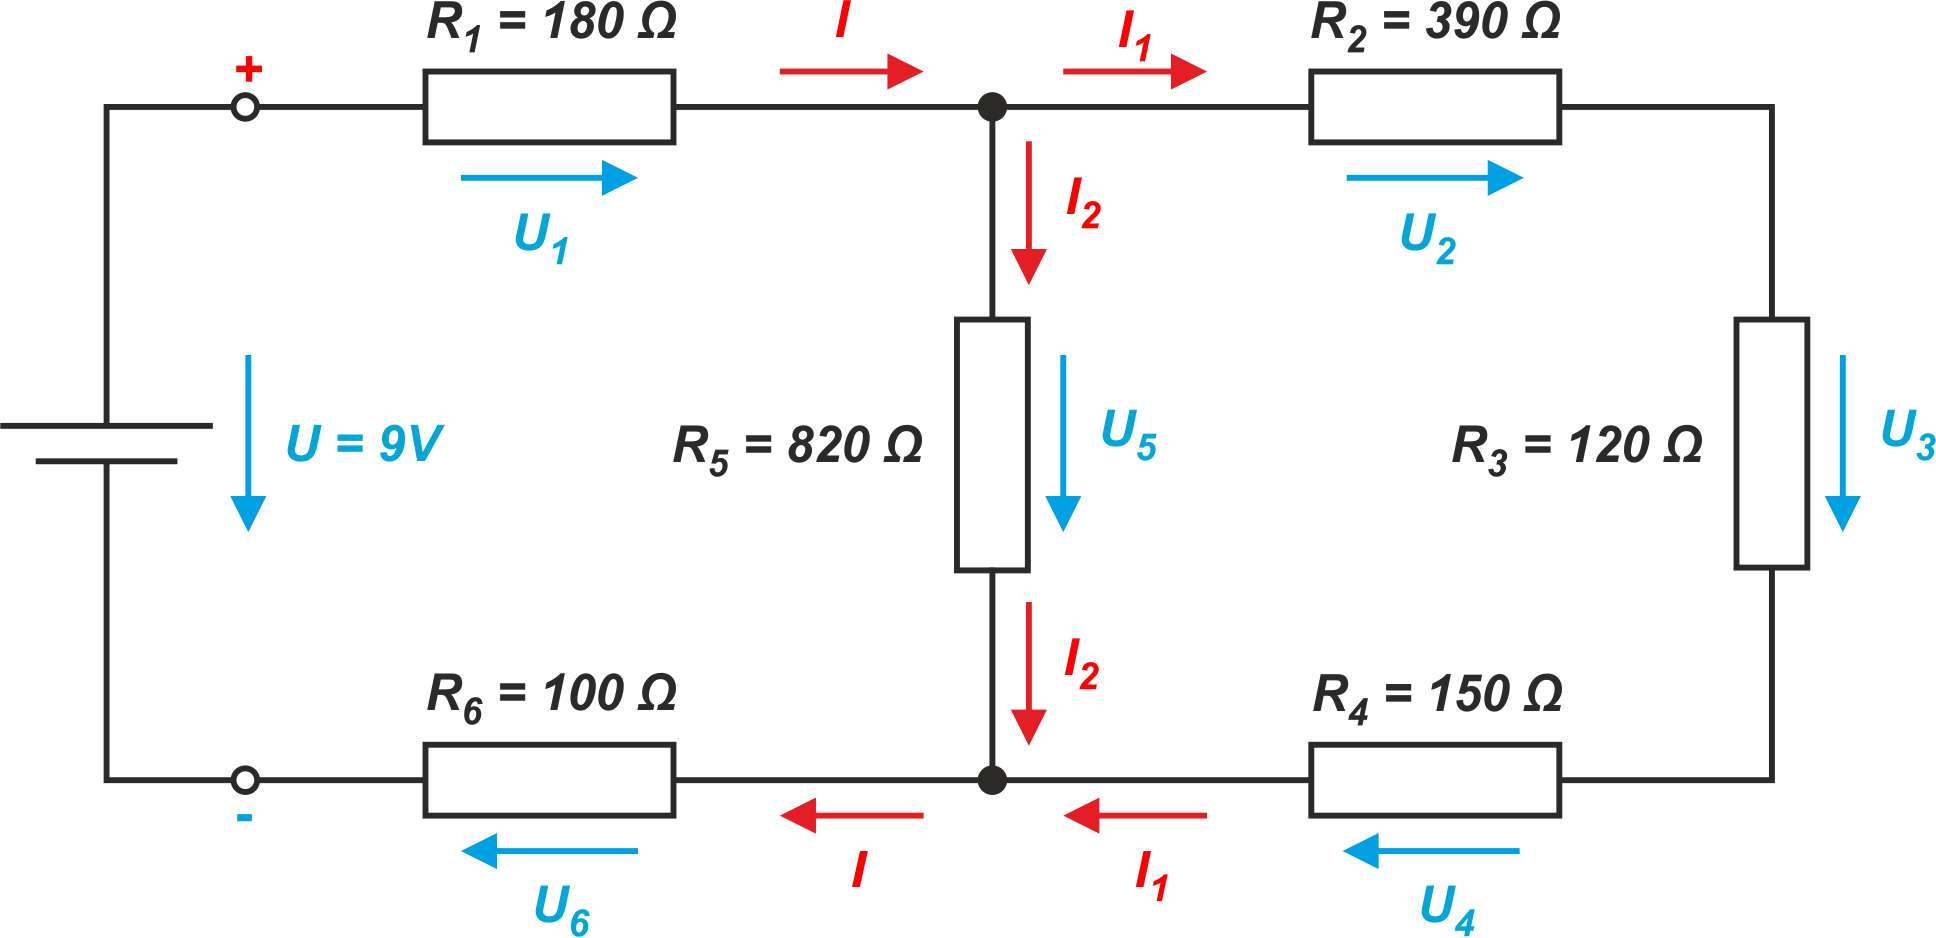 R1 = 180 Ω
I
I1
R2 = 390 Ω
+
U1
I2
U2
U = 9V
R5 = 820 Ω
U5
R3 = 120 Ω
U3
I2
R6 = 100 Ω
R4 = 150 Ω
-
I
I1
U6
U4